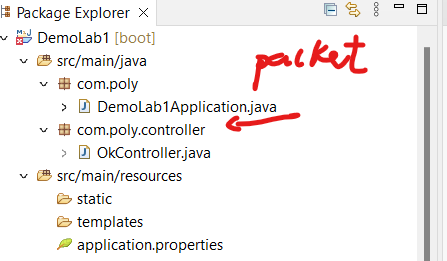 Package Explorer
DemoLab1 [boot]
src/main/java
packet
com.poly
DemoLab1Application.java
com.poly.controller
OkController.java
src/main/resources
static
templates
application.properties